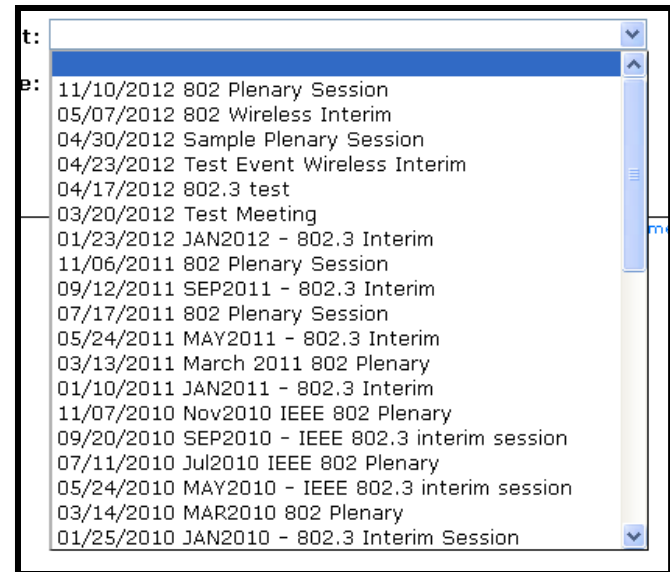 t:
e:
11/10/2012 802 Plenary Session
05/07/2012 802 Wireless Interim
04/30/2012 Sample Plenary Session
04/23/2012 Test Event Wireless Interim
04/17/2012 802.3 test
03/20/2012 Test Meeting
01/23/2012 JAN2012 - 802.3 Interim
11/06/2011 802 Plenary Session
09/12/2011 SEP2011 - 802.3 Interim
07/17/2011 802 Plenary Session
05/24/2011 MAY2011 - 802.3 Interim
03/13/2011 March 2011 802 Plenary
01/10/2011 JAN2011 - 802.3 Interim
11/07/2010 Nov2010 IEEE 802 Plenary
09/20/2010 SEP2010 - IEEE 802.3 interim session
07/11/2010 Jul2010 IEEE 802 Plenary
05/24/2010 MAY2010 - IEEE 802.3 interim session
03/14/2010 MAR2010 802 Plenary
01/25/2010 JAN2010 - 802.3 Interim Session